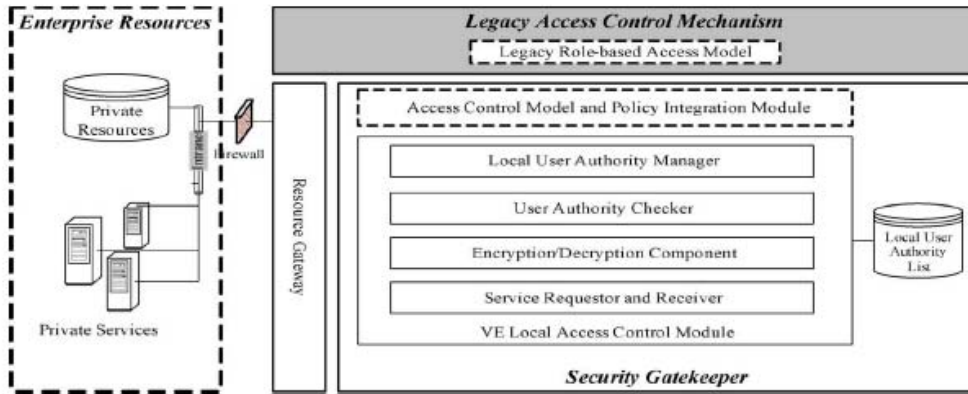 Enterprise Resources
Private
Resources
Intranet
Firewall
Private Services
Legacy Access Control Mechanism
Legacy Role-based Access Model
Resource Gateway
Access Control Model and Policy Integration Module
Local User Authority Manager
User Authority Checker
Encryption/Decryption Component
Service Requestor and Receiver
VE Local Access Control Module
Local User
Authority
List
Security Gatekeeper